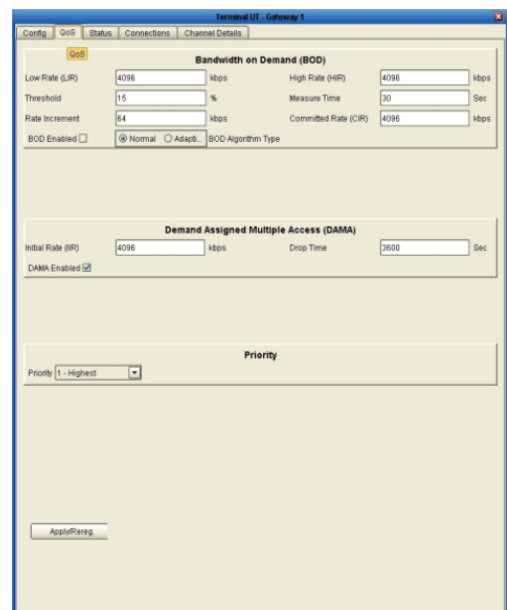 Terminal UT - Gateway 1
Config QoS Status Connections Channel Details
QoS
Bandwidth on Demand (BOD)
Low Rate (LIR) 4096 kbps High Rate (HIR) 4096 kbps
Threshold 15 % Measure Time 30 Sec
Rate Increment 64 kbps Committed Rate (CIR) 4096 kbps
BOD Enabled Normal Adapti... BOD Algorithm Type
Demand Assigned Multiple Access (DAMA)
Initial Rate (IIR) 4096 kbps Drop Time 3600 Sec
DAMA Enabled
Priority
Priority 1 - Highest
Apply/Rereg.